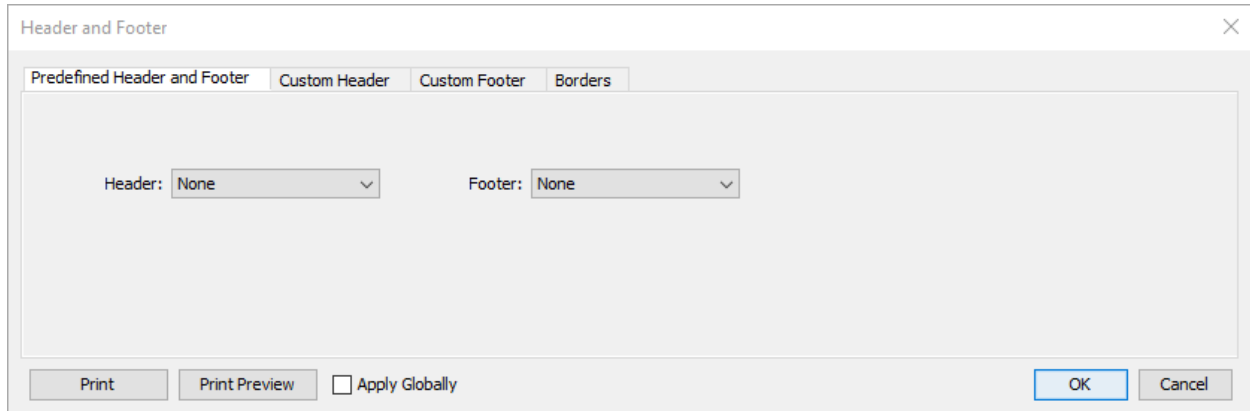 Header and Footer
Predefined Header and Footer Custom Header Custom Footer Borders
Header: None Footer: None
Print Print Preview Apply Globally OK Cancel